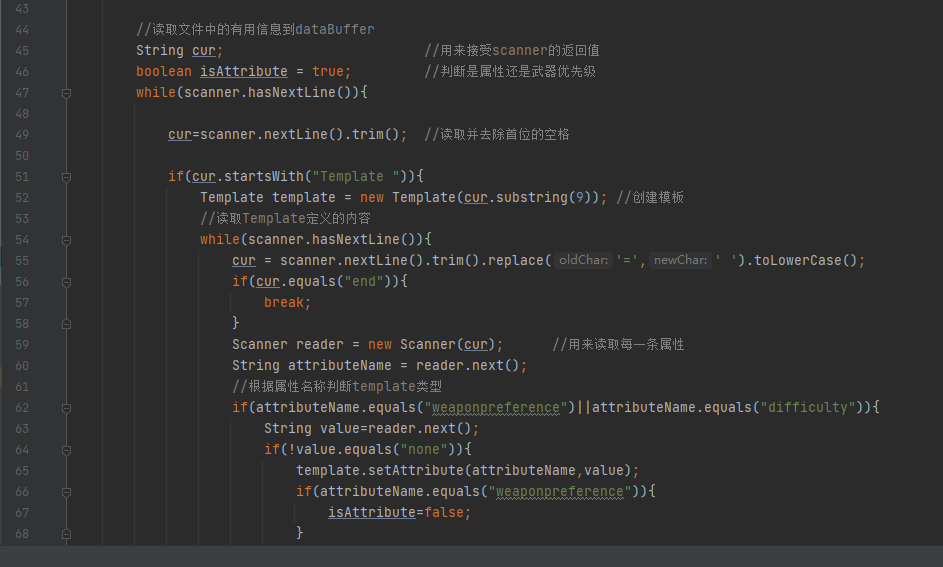 43
44 //读取文件中的有用信息到dataBuffer
45 String cur; //用来接受scanner的返回值
46 boolean isAttribute = true; //判断是属性还是武器优先级
47 while(scanner.hasNextLine()){
48
49 cur=scanner.nextLine().trim(); //读取并去除首位的空格
50
51 if(cur.startsWith("Template ")){
52 Template template = new Template(cur.substring(9)); //创建模板
53 //读取Template定义的内容
54 while(scanner.hasNextLine()){
55 cur = scanner.nextLine().trim().replace( oldChar: '=', newChar: ' ').toLowerCase();
56 if(cur.equals("end")){
57 break;
58 }
59 Scanner reader = new Scanner(cur); //用来读取每一条属性
60 String attributeName = reader.next();
61 //根据属性名称判断template类型
62 if(attributeName.equals("weaponpreference")||attributeName.equals("difficulty")){
63 String value=reader.next();
64 if(!value.equals("none")){
65 template.setAttribute(attributeName,value);
66 if(attributeName.equals("weaponpreference")){
67 isAttribute=false;
68 }